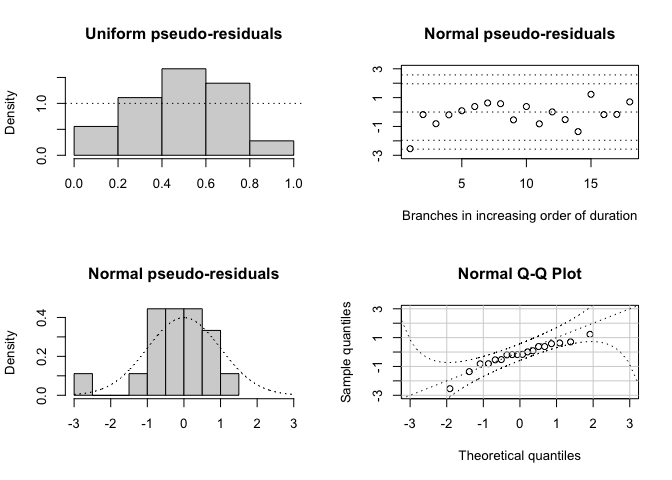 Uniform pseudo-residuals
Density
0.0 1.0
0.0 0.2 0.4 0.6 0.8 1.0
Normal pseudo-residuals
-3 -1 1 3
5 10 15
Branches in increasing order of duration
Normal pseudo-residuals
Density
0.0 0.2 0.4
-3 -2 -1 0 1 2 3
Normal Q-Q Plot
Sample quantiles
-3 -1 1 3
-3 -2 -1 0 1 2 3
Theoretical quantiles